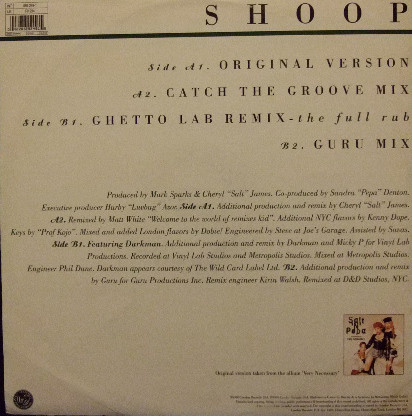 SHOOP
Side A1. ORIGINAL VERSION
A2. CATCH THE GROOVE MIX
Side B1. GHETTO LAB REMIX-the full rub
B2. GURU MIX
Produced by Mark Sparks & Cheryl "Salt" James. Co-produced by Sandra "Pepa" Denton.
Executive producer Hurby "Luvbug" Azor. Side A1. Additional production and remix by Cheryl "Salt" James.
A2. Remixed by Matt White "Welcome to the world of remixes kid". Additional NYC flavors by Kenny Dope.
Keys by "Prof Kajo". Mixed and added London flavors by Dobie! Engineered by Steve at Joe's Garage. Assisted by Susan.
Side B1. Featuring Darkman. Additional production and remix by Darkman and Micky P for Vinyl Lab
Productions. Recorded at Vinyl Lab Studios and Metropolis Studios. Mixed at Metropolis Studios.
Engineer Phil Dane. Darkman appears courtesy of The Wild Card Label Ltd. B2. Additional production and remix
by Guru for Guru Productions Inc. Remix engineer Kirin Walsh. Remixed at D&D Studios, NYC.
Salt
N
Pepa
Original version taken from the album "Very Necessary"